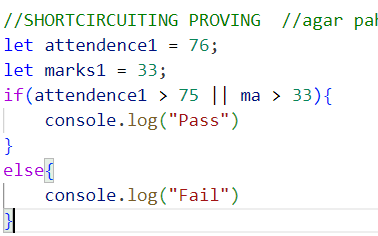 //SHORTCIRCUITING PROVING  //agar pah
let attendence1 = 76;
let marks1 = 33;
if(attendence1 > 75 || ma > 33){
    console.log("Pass")
}
else{
    console.log("Fail")
}